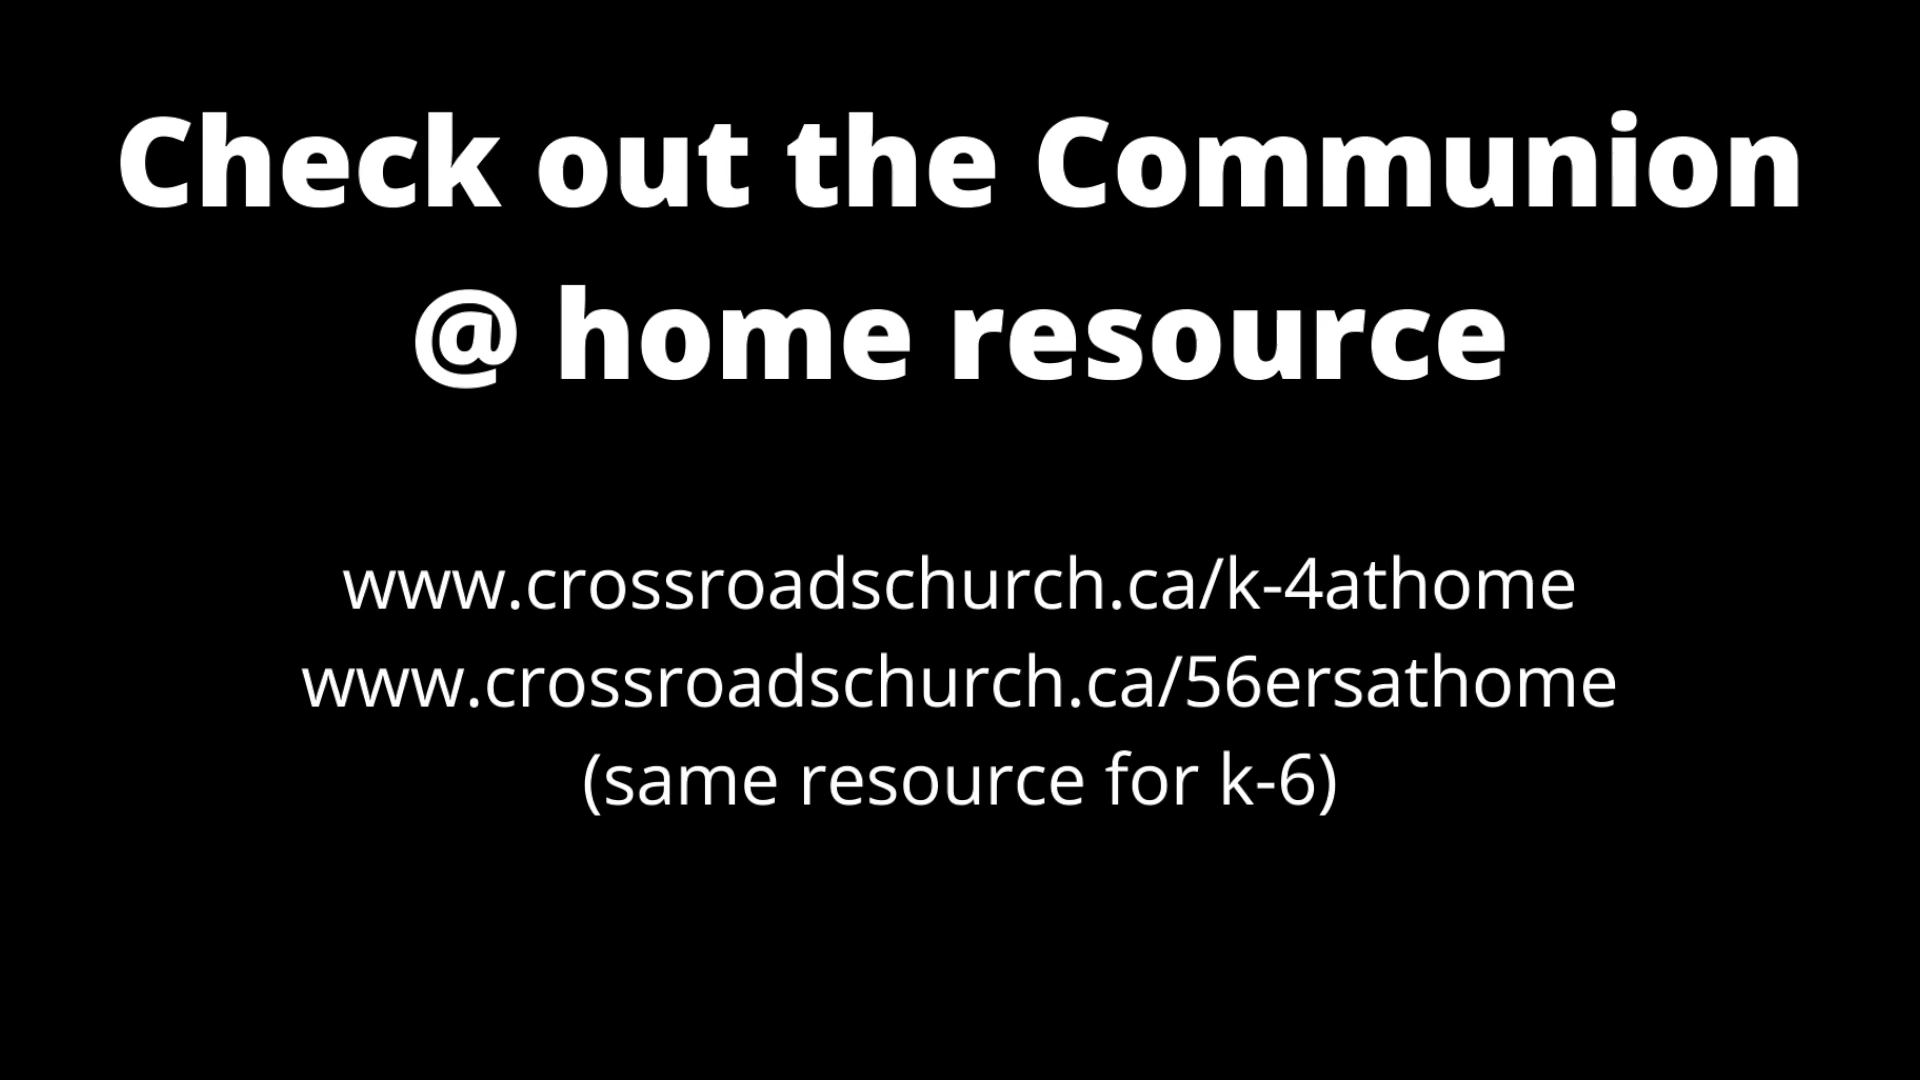 Check out the Communion
@ home resource
www.crossroadschurch.ca/k-4athome
www.crossroadschurch.ca/56ersathome
(same resource for k-6)